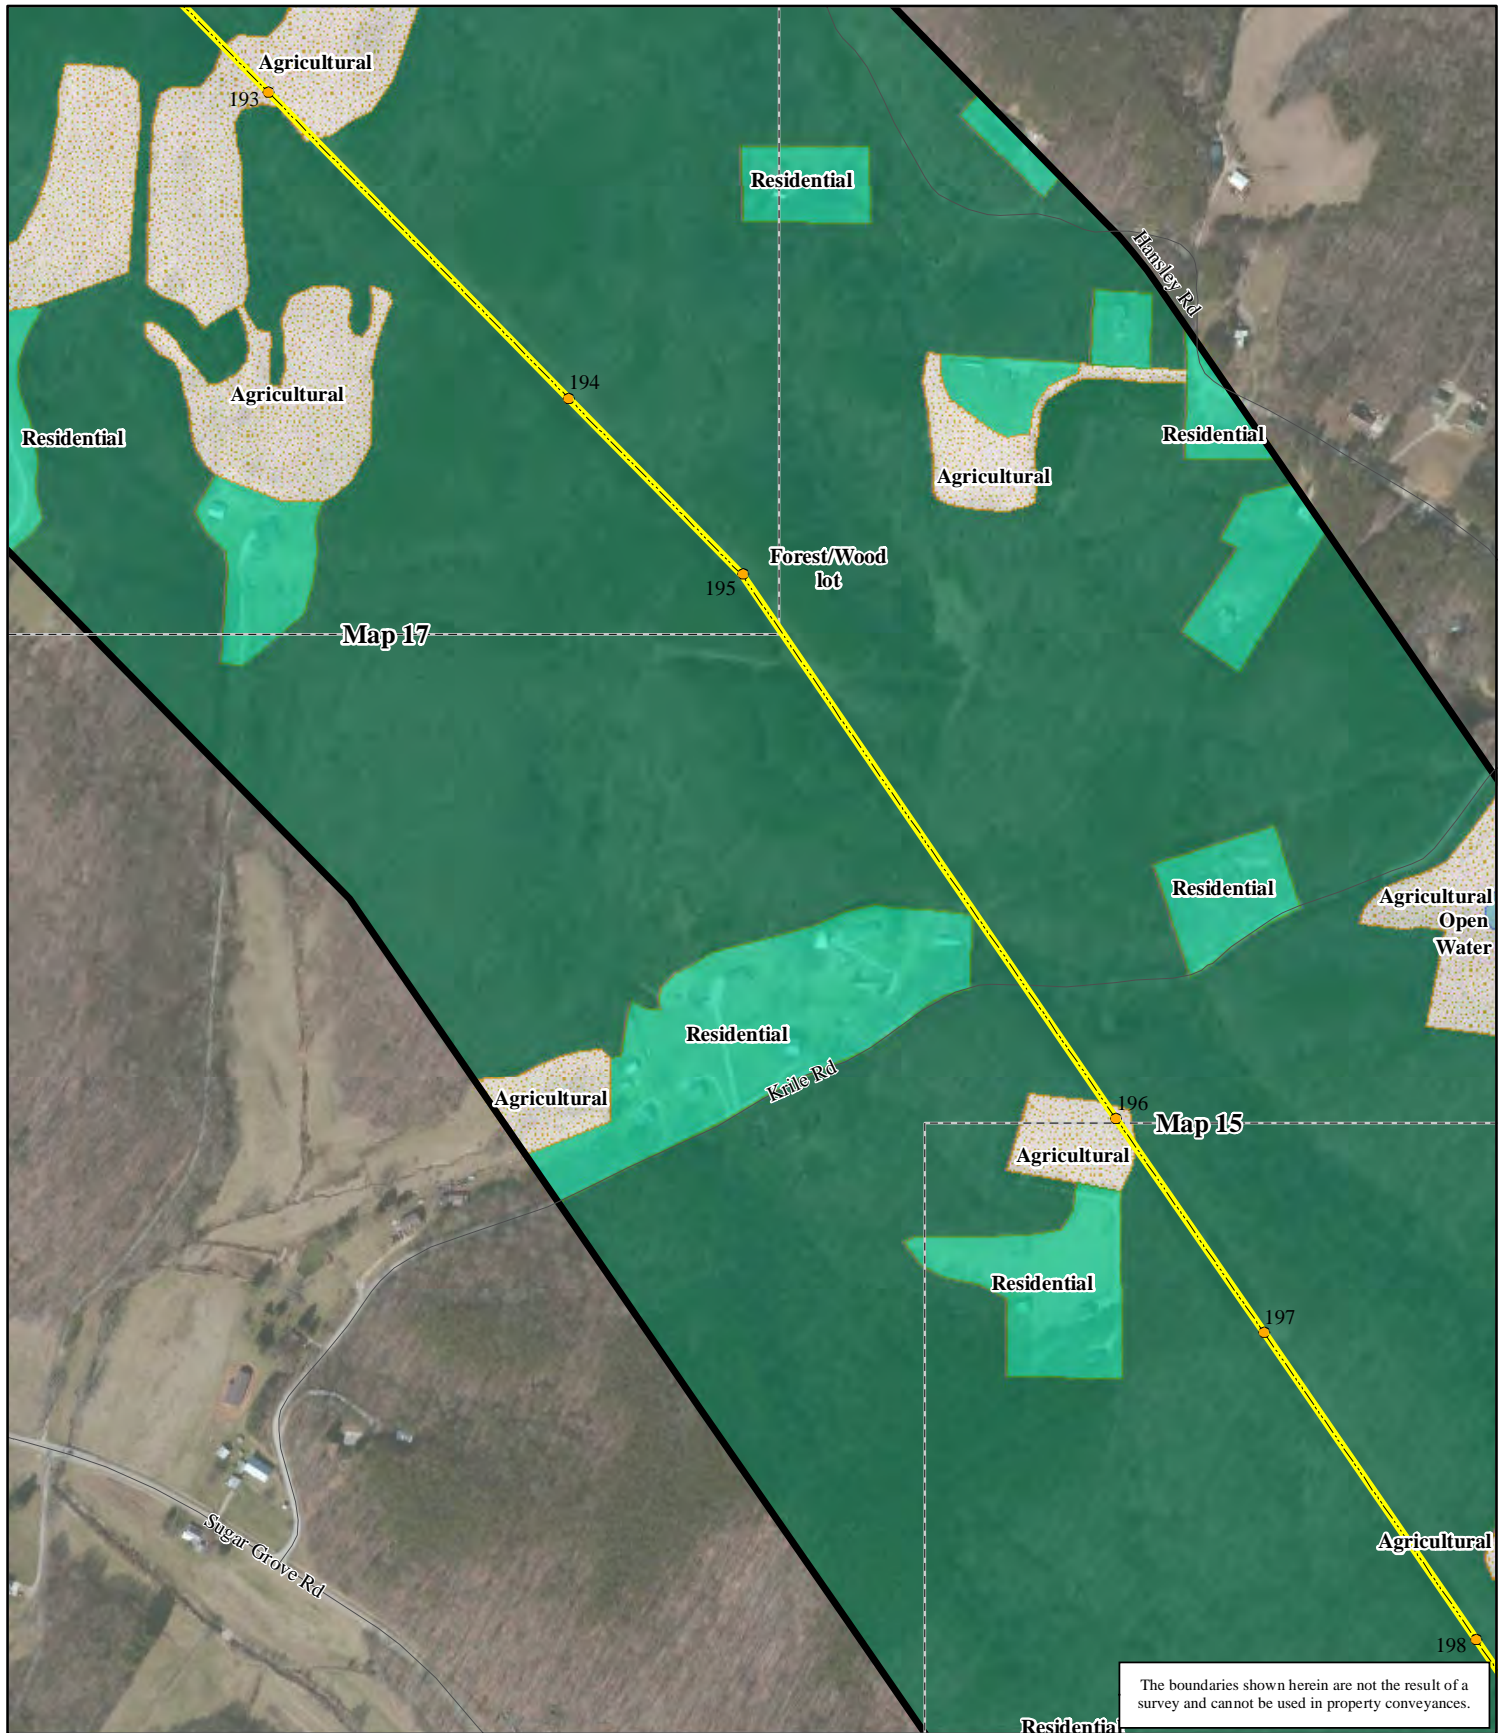 Agricultural
193
Residential
Hansley Rd
194
Agricultural
Residential
Residential
Agricultural
Forest/Wood
lot
195
Map 17
Residential
Agricultural
Open
Water
Residential
Krile Rd
Agricultural
196
Map 15
Agricultural
Residential
197
Sugar Grove Rd
Agricultural
198
The boundaries shown herein are not the result of a
survey and cannot be used in property conveyances.
Residential